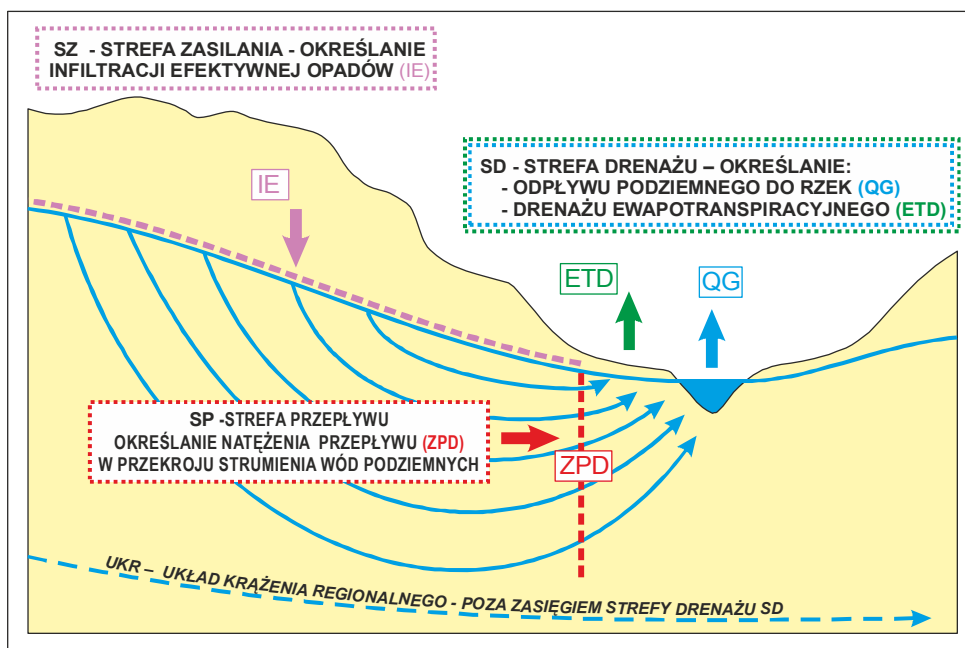 SZ - STREFA ZASILANIA - OKREŚLANIE
INFILTRACJI EFEKTYWNEJ OPADÓW (IE)
SD - STREFA DRENAŻU – OKREŚLANIE:
- ODPŁYWU PODZIEMNEGO DO RZEK (QG)
- DRENAŻU EWAPOTRANSPIRACYJNEGO (ETD)
IE
ETD
QG
SP -STREFA PRZEPŁYWU
OKREŚLANIE NATĘŻENIA PRZEPŁYWU (ZPD)
W PRZEKROJU STRUMIENIA WÓD PODZIEMNYCH
ZPD
UKR – UKŁAD KRĄŻENIA REGIONALNEGO - POZA ZASIĘGIEM STREFY DRENAŻU SD